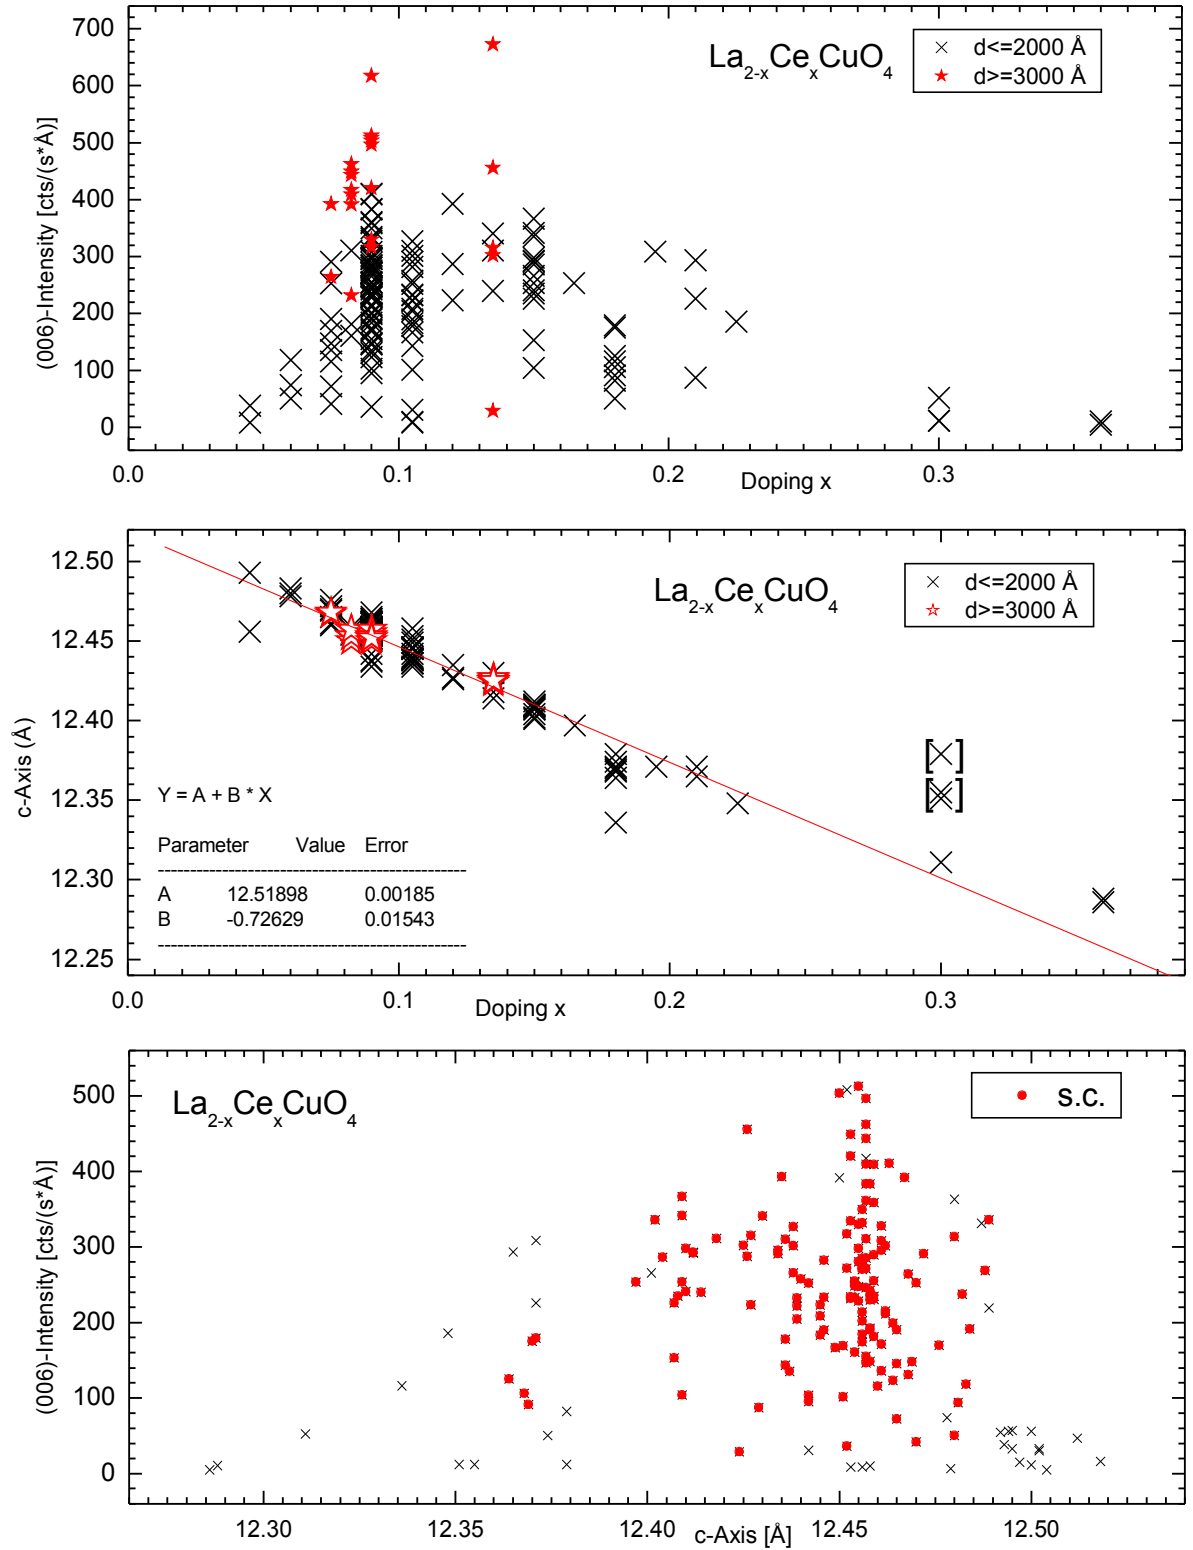 700
600
500
400
300
200
100
0
(006)-Intensity [cts/(s*Å)]
La2-xCexCuO4
d<=2000 Å
d>=3000 Å
0.0 0.1 0.2 0.3
Doping x
12.50
12.45
12.40
12.35
12.30
12.25
c-Axis (Å)
La2-xCexCuO4
d<=2000 Å
d>=3000 Å
[ ]
[ ]
Y = A + B * X
Parameter Value Error
---------------------------------------------------
A 12.51898 0.00185
B -0.72629 0.01543
---------------------------------------------------
0.0 0.1 0.2 0.3
Doping x
500
400
300
200
100
0
(006)-Intensity [cts/(s*Å)]
La2-xCexCuO4
s.c.
12.30 12.35 12.40 12.45 12.50
c-Axis [Å]